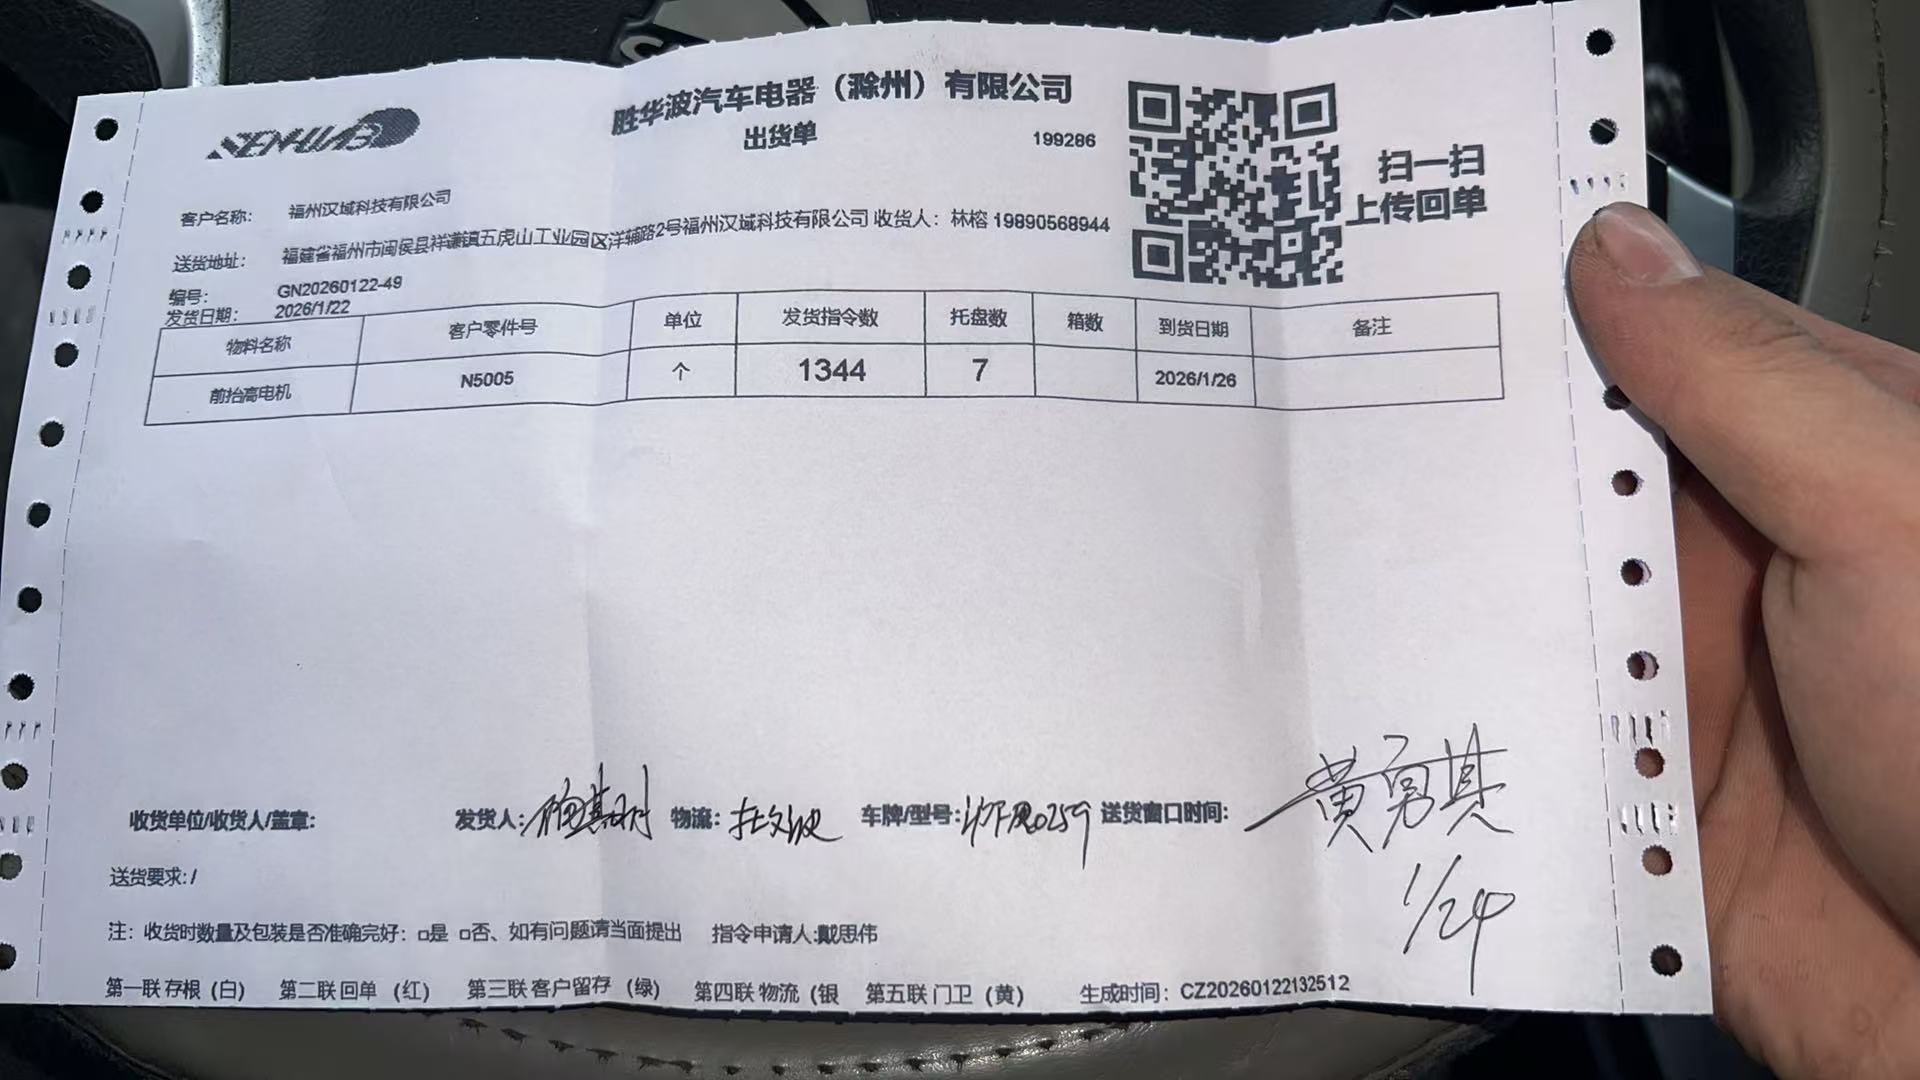 SENHWABO
胜华波汽车电器（滁州）有限公司
出货单
199286
扫一扫
上传回单
客户名称： 福州汉域科技有限公司
送货地址： 福建省福州市闽侯县祥谦镇五虎山工业园区洋辅路2号福州汉域科技有限公司 收货人：林榕 19890568944
编号： GN20260122-49
发货日期： 2026/1/22
物料名称 客户零件号 单位 发货指令数 托盘数 箱数 到货日期 备注
前抬高电机 N5005 个 1344 7 2026/1/26
收货单位/收货人/盖章： 发货人： 物流： 车牌/型号： 送货窗口时间： 黄勇基
1/24
送货要求：/
注：收货时数量及包装是否准确完好：□是 □否、如有问题请当面提出 指令申请人:戴思伟
第一联 存根（白） 第二联 回单 （红） 第三联 客户留存 （绿） 第四联 物流（银 第五联 门卫（黄） 生成时间：CZ20260122132512